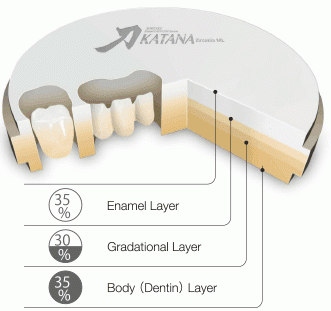 KATANA
35
%
Enamel Layer
30
%
Gradational Layer
35
%
Body (Dentin) Layer